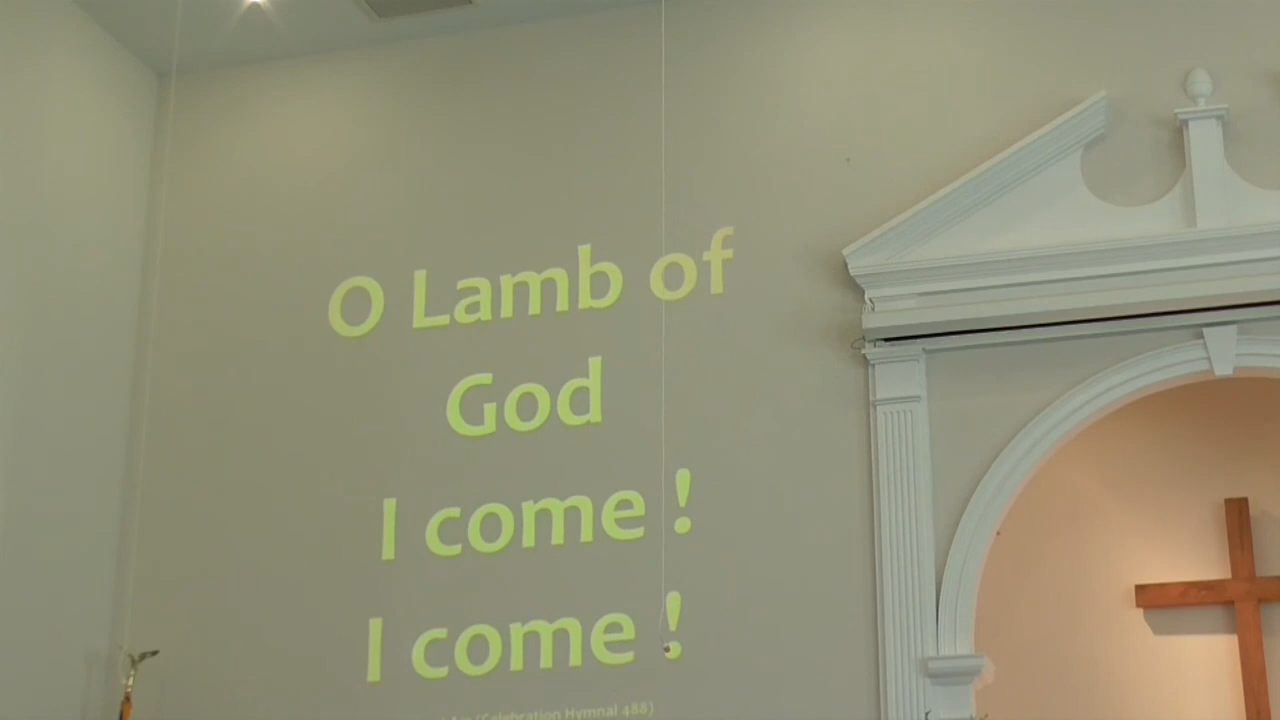 O Lamb of
God
I come !
I come !
(Celebration Hymnal 488)